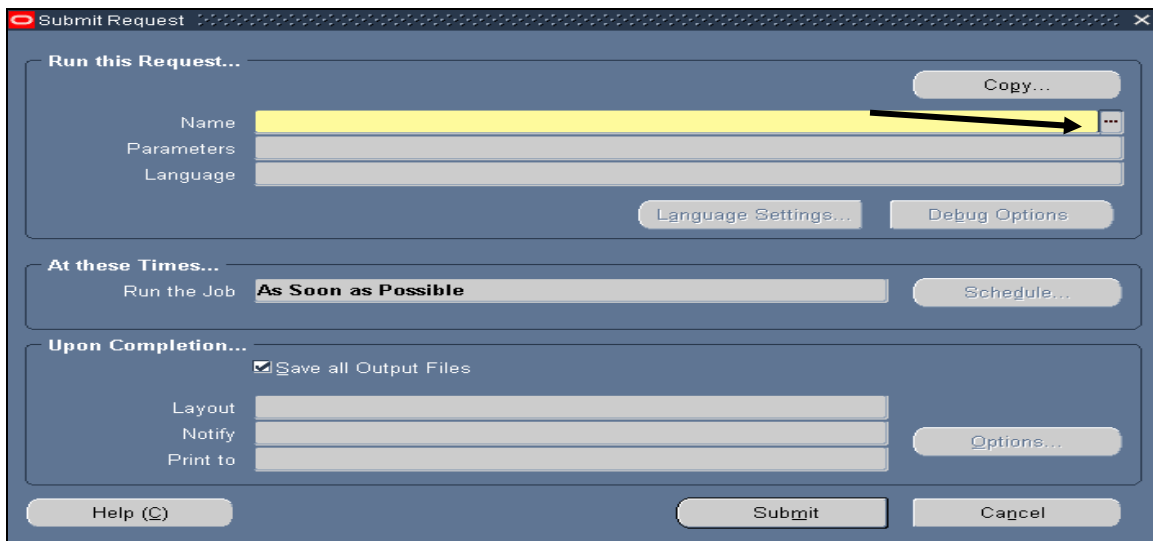 Submit Request
Run this Request...
Copy...
Name
Parameters
Language
Language Settings... Debug Options
At these Times...
Run the Job As Soon as Possible Schedule...
Upon Completion...
Save all Output Files
Layout
Notify
Options...
Print to
Help (C) Submit Cancel